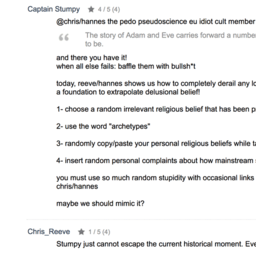 Captain Stumpy 4 / 5 (4)
@chris/hannes the pedo pseudoscience eu idiot cult member
The story of Adam and Eve carries forward a number
to be.
and there you have it!
when all else fails: baffle them with bullsh*t
today, reeve/hannes shows us how to completely derail any
a foundation to extrapolate delusional belief!
1- choose a random irrelevant religious belief that has been
2- use the word "archetypes"
3- randomly copy/paste your personal religious beliefs while
4- insert random personal complaints about how mainstream
you must use so much random stupidity with occasional links
chris/hannes
maybe we should mimic it?
Chris_Reeve 1 / 5 (4)
Stumpy just cannot escape the current historical moment.